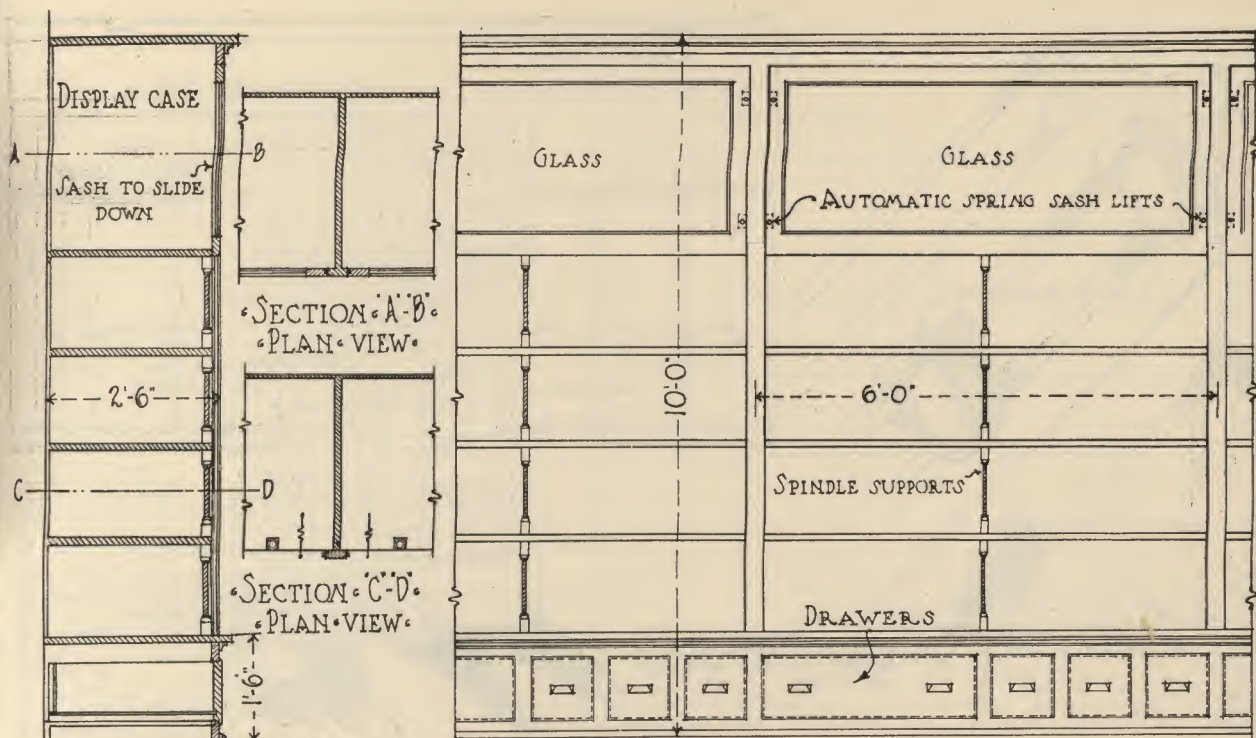 DISPLAY CASE
A
B
SASH TO SLIDE
DOWN
2'-6"
C
D
1'-6"
SECTION "A"-"B"
PLAN VIEW
SECTION "C"-"D"
PLAN VIEW
GLASS
GLASS
AUTOMATIC SPRING SASH LIFTS
10'-0"
6'-0"
SPINDLE SUPPORTS
DRAWERS